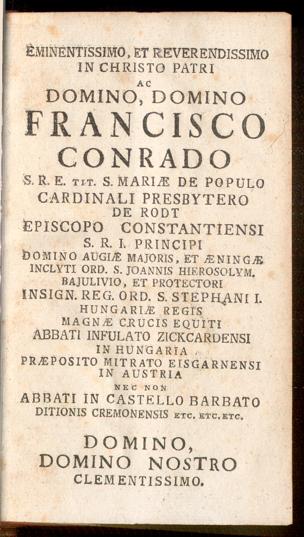 EMINENTISSIMO, ET REVERENDISSIMO
IN CHRISTO PATRI
AC
DOMINO, DOMINO
FRANCISCO
CONRADO
S. R. E. TIT. S. MARIÆ DE POPULO
CARDINALI PRESBYTERO
DE RODT
EPISCOPO CONSTANTIENSI
S. R. I. PRINCIPI
DOMINO AUGIÆ MAJORIS, ET ÆNINGÆ
INCLYTI ORD. S. JOANNIS HIEROSOLYM.
BAJULIVIO, ET PROTECTORI
INSIGN. REG. ORD. S. STEPHANI I.
HUNGARIÆ REGIS
MAGNÆ CRUCIS EQUITI
ABBATI INFULATO ZICKCARDENSI
IN HUNGARIA
PRÆPOSITO MITRATO EISGARNENSI
IN AUSTRIA
NEC NON
ABBATI IN CASTELLO BARBATO
DITIONIS CREMONENSIS ETC. ETC. ETC.
DOMINO,
DOMINO NOSTRO
CLEMENTISSIMO.